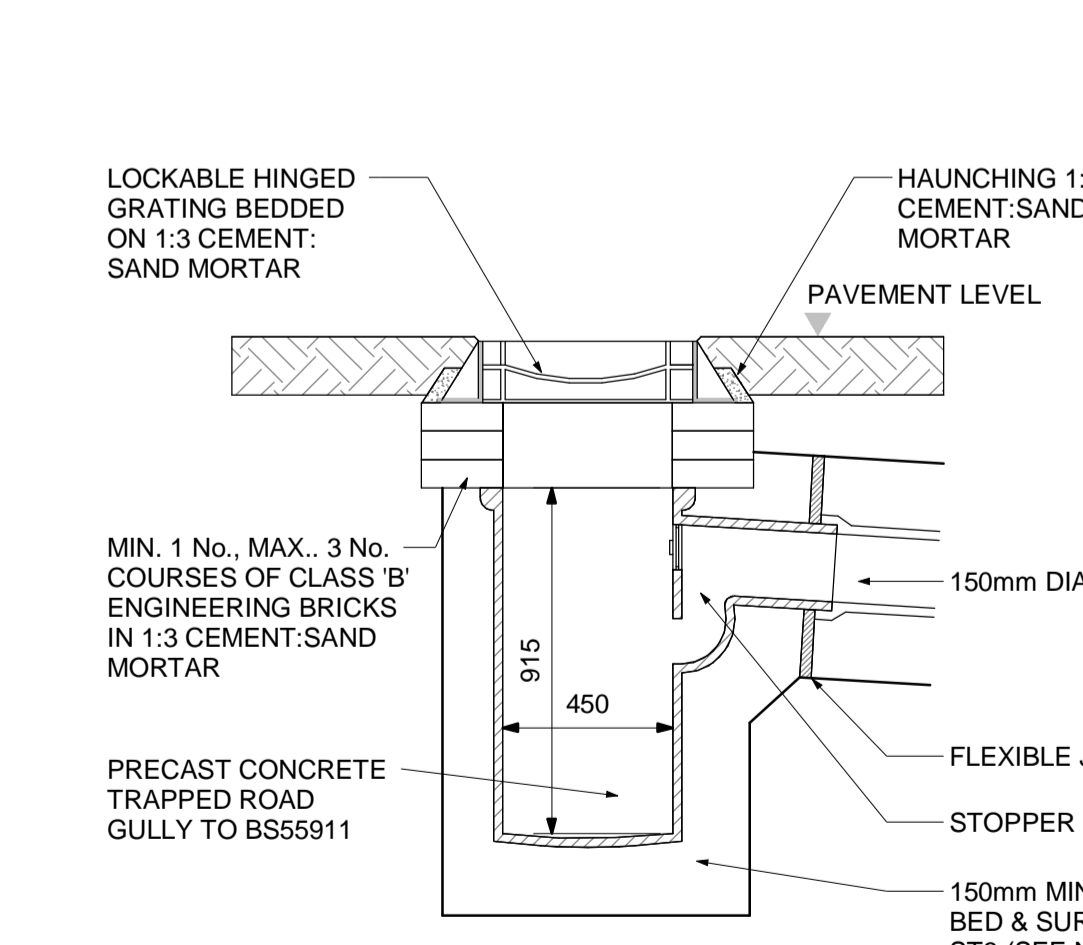 LOCKABLE HINGED
GRATING BEDDED
ON 1:3 CEMENT:
SAND MORTAR
HAUNCHING 1:
CEMENT:SAND
MORTAR
PAVEMENT LEVEL
MIN. 1 No., MAX.. 3 No.
COURSES OF CLASS 'B'
ENGINEERING BRICKS
IN 1:3 CEMENT:SAND
MORTAR
915
450
150mm DIA
PRECAST CONCRETE
TRAPPED ROAD
GULLY TO BS55911
FLEXIBLE
STOPPER
150mm MIN
BED & SUR